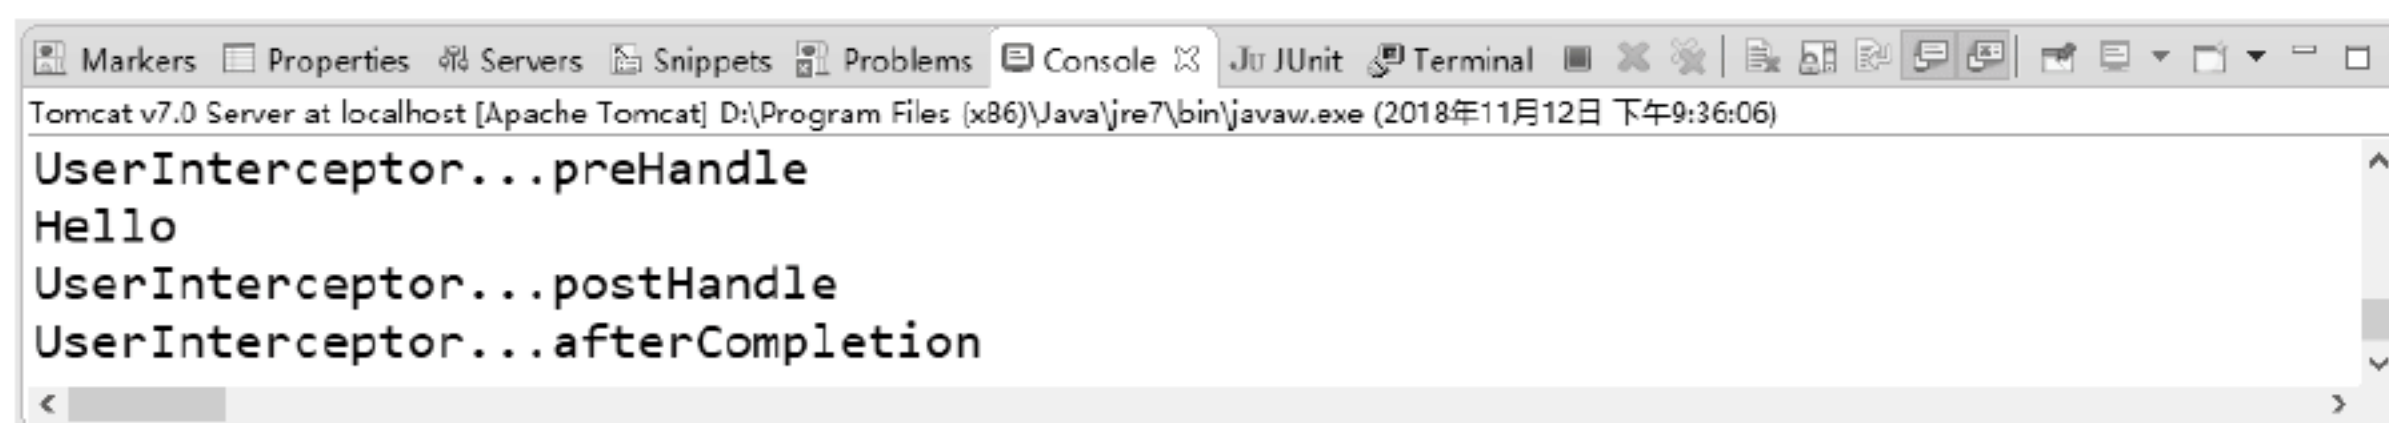 Markers Properties Servers Snippets Problems Console JUnit Terminal
Tomcat v7.0 Server at localhost [Apache Tomcat] D:\Program Files (x86)\Java\jre7\bin\javaw.exe (2018年11月12日 下午9:36:06)
UserInterceptor...preHandle
Hello
UserInterceptor...postHandle
UserInterceptor...afterCompletion